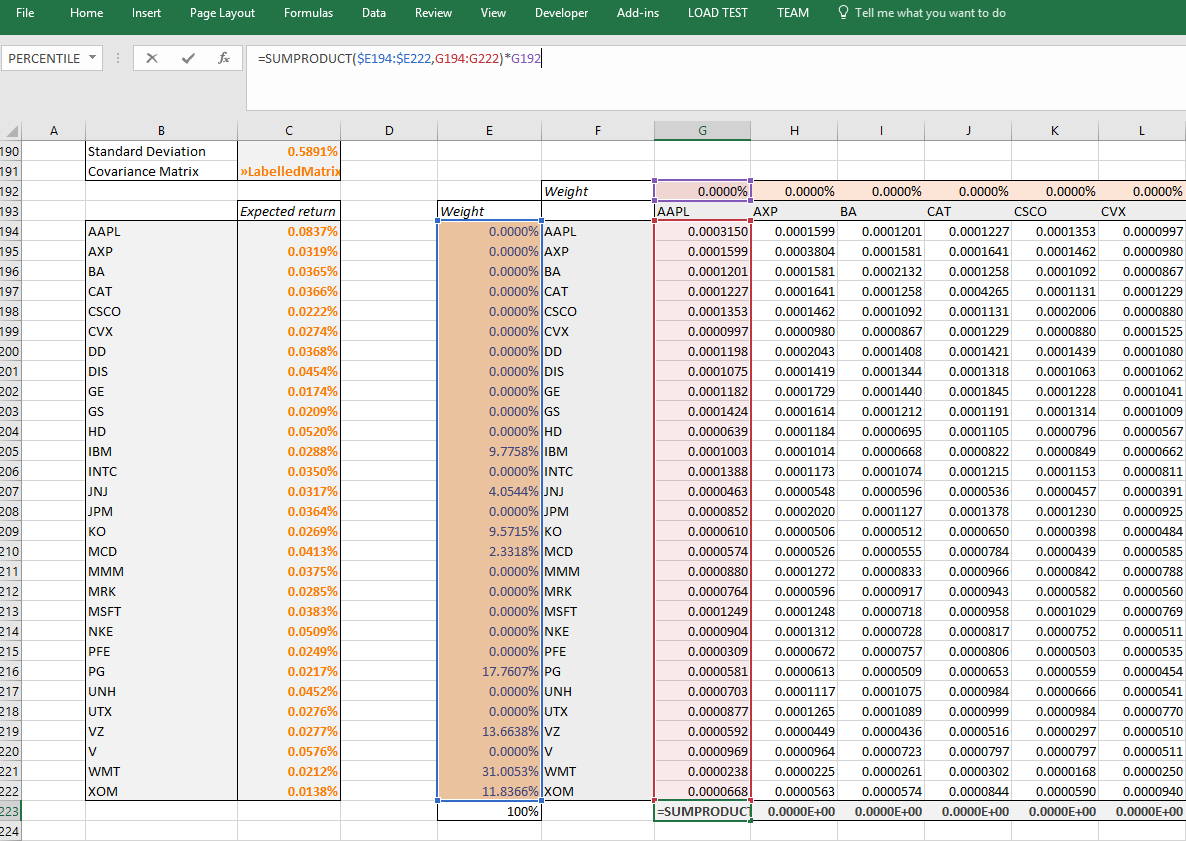 File Home Insert Page Layout Formulas Data Review View Developer Add-ins LOAD TEST TEAM Tell me what you want to do
PERCENTILE fx =SUMPRODUCT($E194:$E222,G194:G222)*G192
A B C D E F G H I J K L
190 Standard Deviation 0.5891%
191 Covariance Matrix »LabelledMatrix
192 Weight 0.0000% 0.0000% 0.0000% 0.0000% 0.0000% 0.0000%
193 Expected return Weight AAPL AXP BA CAT CSCO CVX
194 AAPL 0.0837% 0.0000% AAPL 0.0003150 0.0001599 0.0001201 0.0001227 0.0001353 0.0000997
195 AXP 0.0319% 0.0000% AXP 0.0001599 0.0003804 0.0001581 0.0001641 0.0001462 0.0000980
196 BA 0.0365% 0.0000% BA 0.0001201 0.0001581 0.0002132 0.0001258 0.0001092 0.0000867
197 CAT 0.0366% 0.0000% CAT 0.0001227 0.0001641 0.0001258 0.0004265 0.0001131 0.0001229
198 CSCO 0.0222% 0.0000% CSCO 0.0001353 0.0001462 0.0001092 0.0001131 0.0002006 0.0000880
199 CVX 0.0274% 0.0000% CVX 0.0000997 0.0000980 0.0000867 0.0001229 0.0000880 0.0001525
200 DD 0.0368% 0.0000% DD 0.0001198 0.0002043 0.0001408 0.0001421 0.0001439 0.0001080
201 DIS 0.0454% 0.0000% DIS 0.0001075 0.0001419 0.0001344 0.0001318 0.0001063 0.0001062
202 GE 0.0174% 0.0000% GE 0.0001182 0.0001729 0.0001440 0.0001845 0.0001228 0.0001041
203 GS 0.0209% 0.0000% GS 0.0001424 0.0001614 0.0001212 0.0001191 0.0001314 0.0001009
204 HD 0.0520% 0.0000% HD 0.0000639 0.0001184 0.0000695 0.0001105 0.0000796 0.0000567
205 IBM 0.0288% 9.7758% IBM 0.0001003 0.0001014 0.0000668 0.0000822 0.0000849 0.0000662
206 INTC 0.0350% 0.0000% INTC 0.0001388 0.0001173 0.0001074 0.0001215 0.0001153 0.0000811
207 JNJ 0.0317% 4.0544% JNJ 0.0000463 0.0000548 0.0000596 0.0000536 0.0000457 0.0000391
208 JPM 0.0364% 0.0000% JPM 0.0000852 0.0002020 0.0001127 0.0001378 0.0001230 0.0000925
209 KO 0.0269% 9.5715% KO 0.0000610 0.0000506 0.0000512 0.0000650 0.0000398 0.0000484
210 MCD 0.0413% 2.3318% MCD 0.0000574 0.0000526 0.0000555 0.0000784 0.0000439 0.0000585
211 MMM 0.0375% 0.0000% MMM 0.0000880 0.0001272 0.0000833 0.0000966 0.0000842 0.0000788
212 MRK 0.0285% 0.0000% MRK 0.0000764 0.0000596 0.0000917 0.0000943 0.0000582 0.0000560
213 MSFT 0.0383% 0.0000% MSFT 0.0001249 0.0001248 0.0000718 0.0000958 0.0001029 0.0000769
214 NKE 0.0509% 0.0000% NKE 0.0000904 0.0001312 0.0000728 0.0000817 0.0000752 0.0000511
215 PFE 0.0249% 0.0000% PFE 0.0000309 0.0000672 0.0000757 0.0000806 0.0000503 0.0000535
216 PG 0.0217% 17.7607% PG 0.0000581 0.0000613 0.0000509 0.0000653 0.0000559 0.0000454
217 UNH 0.0452% 0.0000% UNH 0.0000703 0.0001117 0.0001075 0.0000984 0.0000666 0.0000541
218 UTX 0.0276% 0.0000% UTX 0.0000877 0.0001265 0.0001089 0.0000999 0.0000984 0.0000770
219 VZ 0.0277% 13.6638% VZ 0.0000592 0.0000449 0.0000436 0.0000516 0.0000297 0.0000510
220 V 0.0576% 0.0000% V 0.0000969 0.0000964 0.0000723 0.0000797 0.0000797 0.0000511
221 WMT 0.0212% 31.0053% WMT 0.0000238 0.0000225 0.0000261 0.0000302 0.0000168 0.0000250
222 XOM 0.0138% 11.8366% XOM 0.0000668 0.0000563 0.0000574 0.0000844 0.0000590 0.0000940
223 100% =SUMPRODUCT 0.0000E+00 0.0000E+00 0.0000E+00 0.0000E+00 0.0000E+00
224